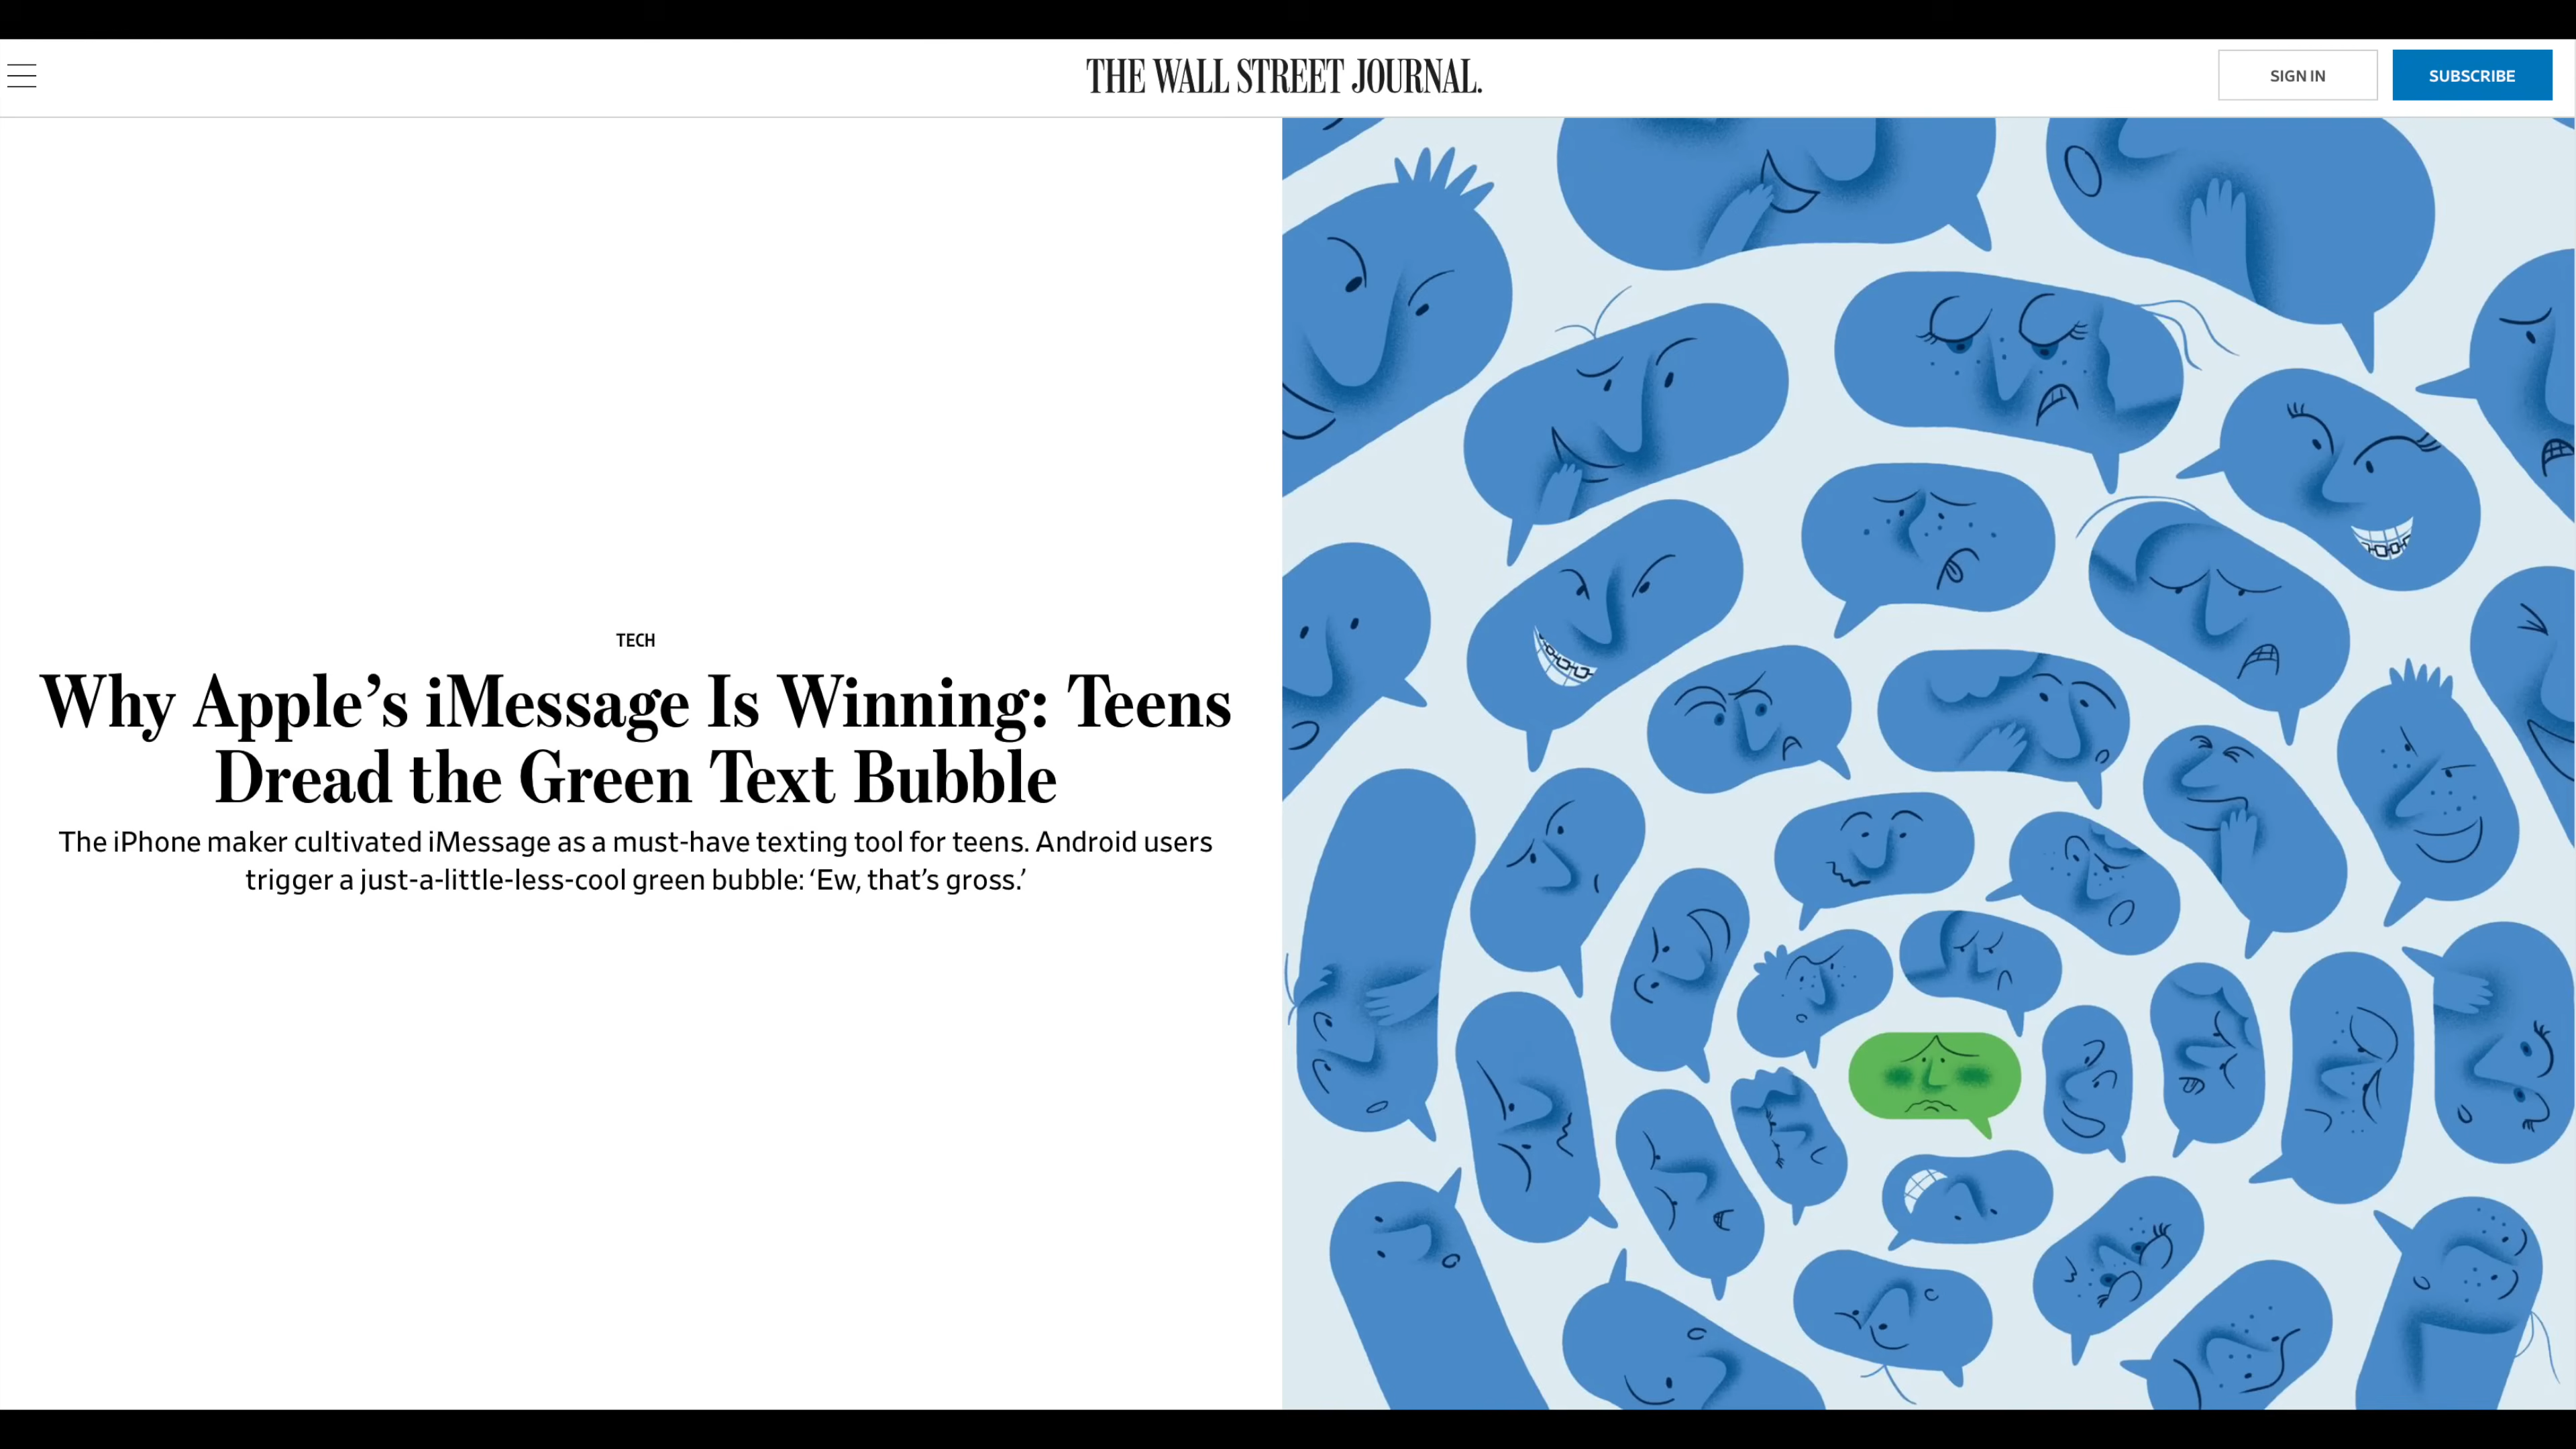 THE WALL STREET JOURNAL.
SIGN IN
SUBSCRIBE
TECH
Why Apple’s iMessage Is Winning: Teens
Dread the Green Text Bubble
The iPhone maker cultivated iMessage as a must-have texting tool for teens. Android users
trigger a just-a-little-less-cool green bubble: ‘Ew, that’s gross.’